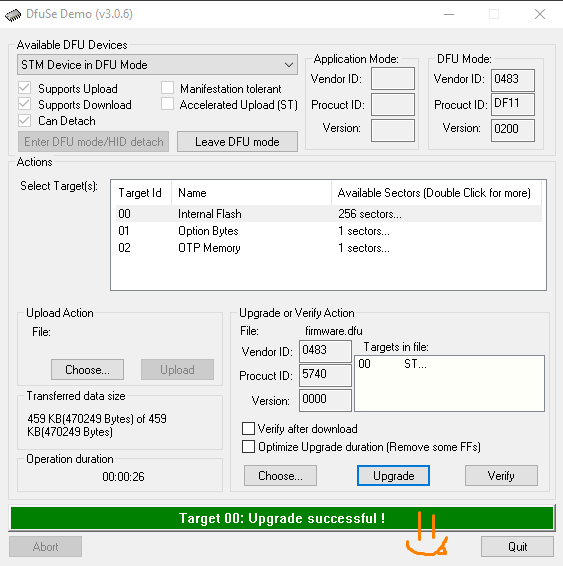 DfuSe Demo (v3.0.6)
Available DFU Devices
STM Device in DFU Mode
Supports Upload
Manifestation tolerant
Supports Download
Accelerated Upload (ST)
Can Detach
Enter DFU mode/HID detach
Leave DFU mode
Application Mode:
Vendor ID:
Procuct ID:
Version:
DFU Mode:
Vendor ID: 0483
Procuct ID: DF11
Version: 0200
Actions
Select Target(s):
Target Id Name Available Sectors (Double Click for more)
00 Internal Flash 256 sectors...
01 Option Bytes 1 sectors...
02 OTP Memory 1 sectors...
Upload Action
File:
Choose...
Upload
Transferred data size
459 KB(470249 Bytes) of 459
KB(470249 Bytes)
Operation duration
00:00:26
Upgrade or Verify Action
File: firmware.dfu
Vendor ID: 0483
Procuct ID: 5740
Version: 0000
Targets in file:
00 ST...
Verify after download
Optimize Upgrade duration (Remove some FFs)
Choose...
Upgrade
Verify
Target 00: Upgrade successful !
Abort
Quit